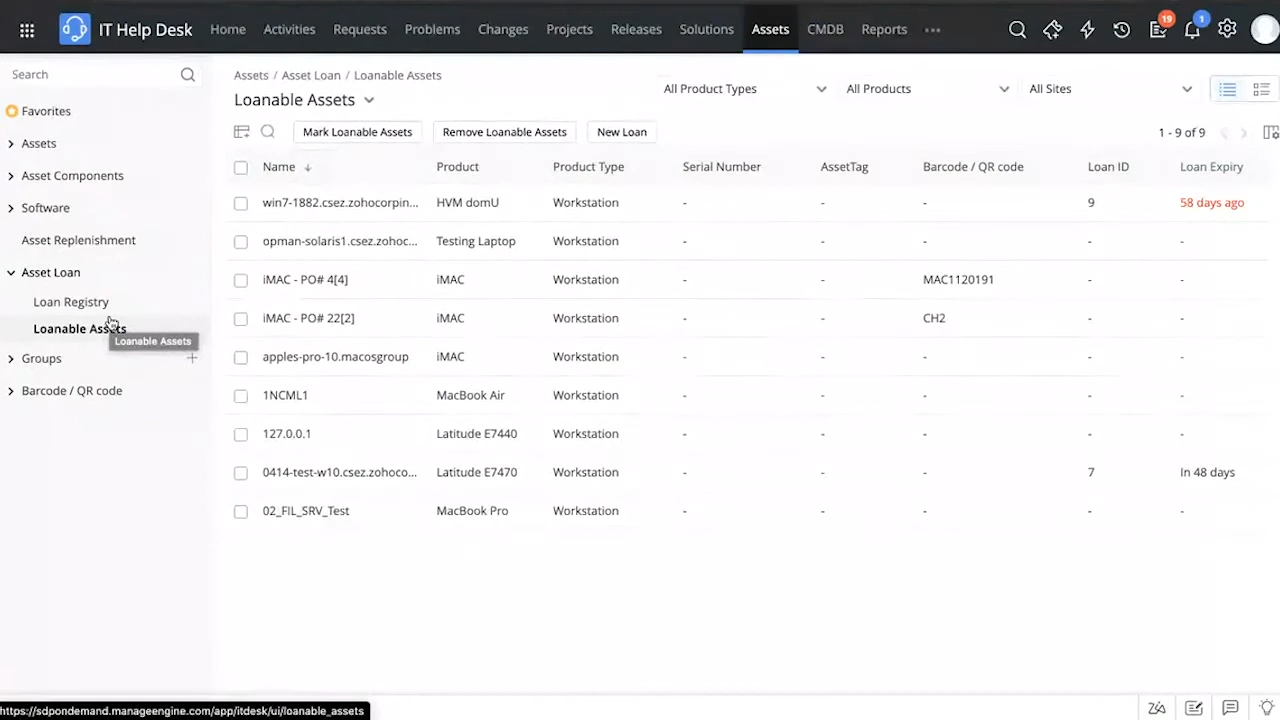 IT Help Desk Home Activities Requests Problems Changes Projects Releases Solutions Assets CMDB Reports 19 1
Search
Favorites
Assets
Asset Components
Software
Asset Replenishment
Asset Loan
Loan Registry
Loanable Assets
Loanable Assets
Groups
Barcode / QR code
Assets / Asset Loan / Loanable Assets
Loanable Assets
All Product Types All Products All Sites
Mark Loanable Assets Remove Loanable Assets New Loan 1 - 9 of 9
Name Product Product Type Serial Number AssetTag Barcode / QR code Loan ID Loan Expiry
win7-1882.csez.zohocorpin... HVM domU Workstation - - - 9 58 days ago
opman-solaris1.csez.zohoc... Testing Laptop Workstation - - - - -
iMAC - PO# 4[4] iMAC Workstation - - MAC1120191 - -
iMAC - PO# 22[2] iMAC Workstation - - CH2 - -
apples-pro-10.macosgroup iMAC Workstation - - - - -
1NCML1 MacBook Air Workstation - - - - -
127.0.0.1 Latitude E7440 Workstation - - - - -
0414-test-w10.csez.zohoco... Latitude E7470 Workstation - - - 7 In 48 days
02_FIL_SRV_Test MacBook Pro Workstation - - - - -
https://sdpondemand.manageengine.com/app/itdesk/ui/loanable_assets